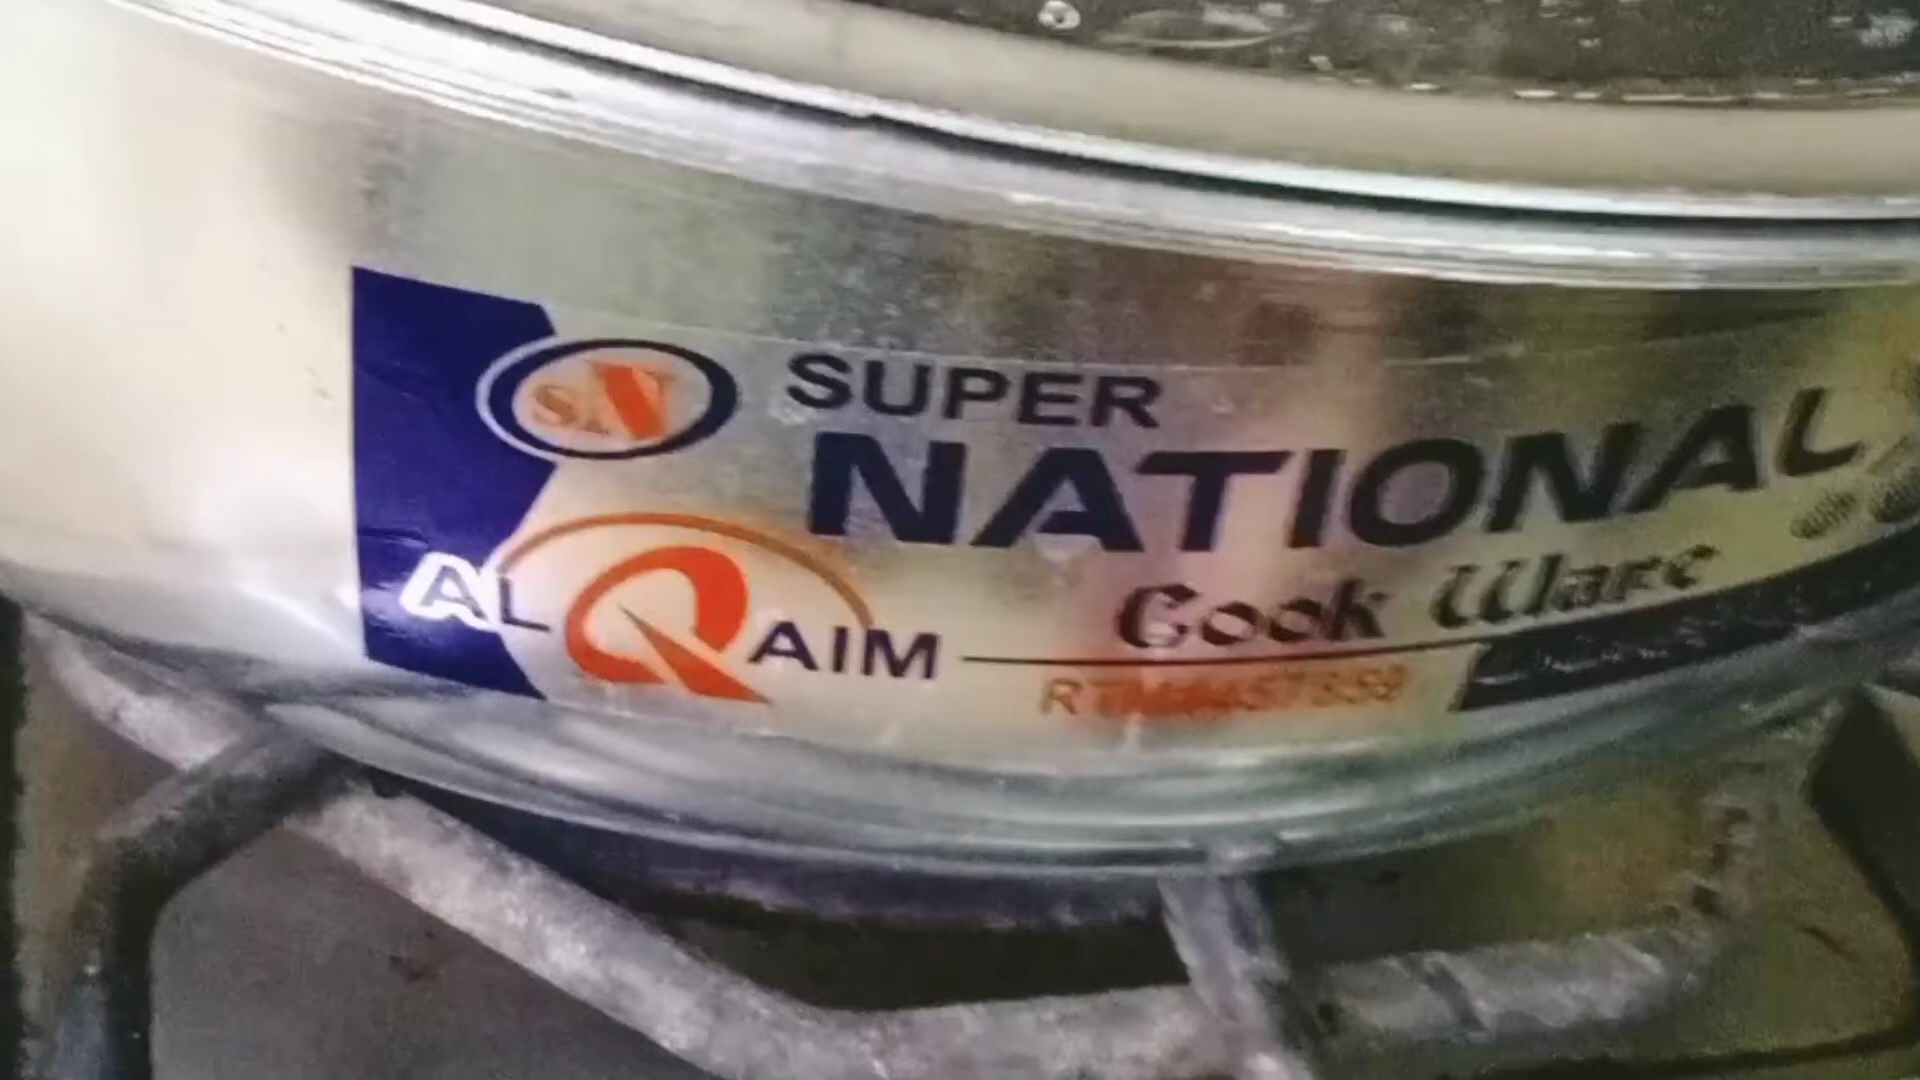 SN
SUPER
NATIONAL
AL QAIM
Cook Ware